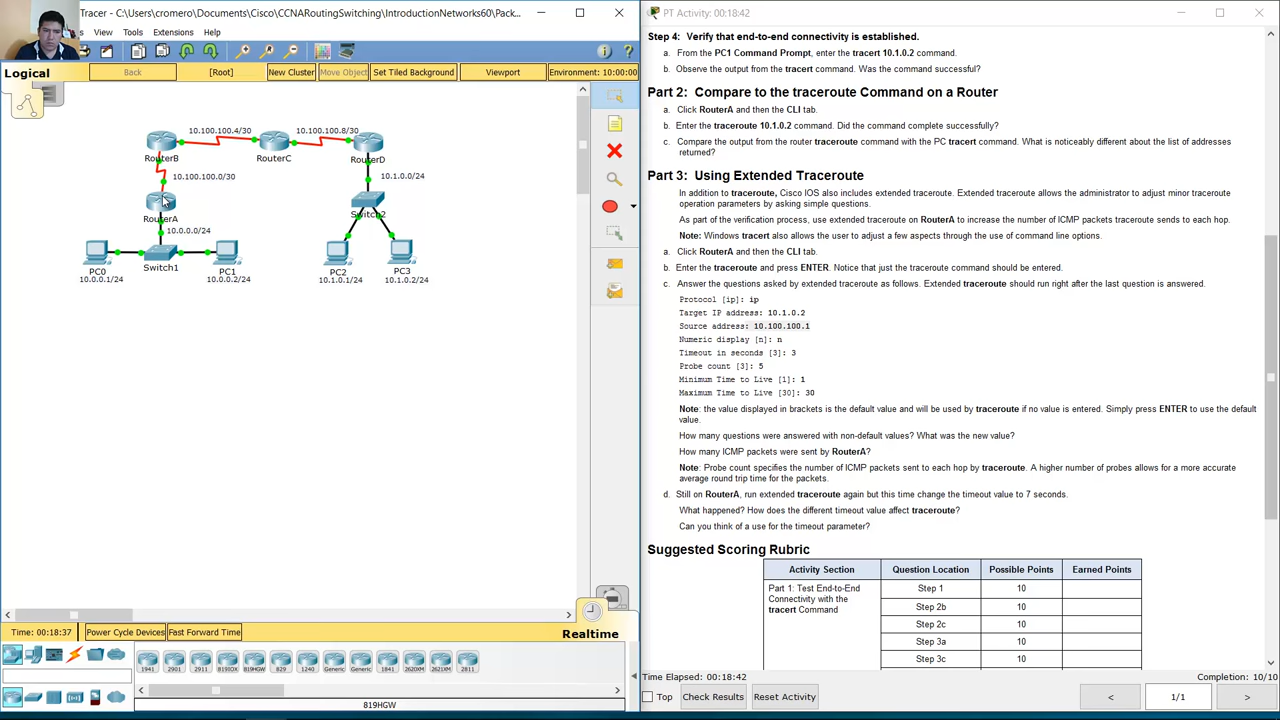 Tracer - C:\Users\cromero\Documents\Cisco\CCNARoutingSwitching\IntroductionNetworks60\Pack...
View Tools Extensions Help
Logical
Back
[Root]
New Cluster
Move Object
Set Tiled Background
Viewport
Environment: 10:00:00
10.100.100.4/30
10.100.100.8/30
RouterB
RouterC
RouterD
10.100.100.0/30
10.1.0.0/24
RouterA
Switch2
10.0.0.0/24
Switch1
PC0
10.0.0.1/24
PC1
10.0.0.2/24
PC2
10.1.0.1/24
PC3
10.1.0.2/24
Realtime
Time: 00:18:37
Power Cycle Devices
Fast Forward Time
1941 2901 2911 819IOX 819HGW 829 1240 Generic Generic 1841 2620XM 2621XM 2811
819HGW
PT Activity: 00:18:42
Step 4: Verify that end-to-end connectivity is established.
a. From the PC1 Command Prompt, enter the tracert 10.1.0.2 command.
b. Observe the output from the tracert command. Was the command successful?
Part 2: Compare to the traceroute Command on a Router
a. Click RouterA and then the CLI tab.
b. Enter the traceroute 10.1.0.2 command. Did the command complete successfully?
c. Compare the output from the router traceroute command with the PC tracert command. What is noticeably different about the list of addresses
returned?
Part 3: Using Extended Traceroute
In addition to traceroute, Cisco IOS also includes extended traceroute. Extended traceroute allows the administrator to adjust minor traceroute
operation parameters by asking simple questions.
As part of the verification process, use extended traceroute on RouterA to increase the number of ICMP packets traceroute sends to each hop.
Note: Windows tracert also allows the user to adjust a few aspects through the use of command line options.
a. Click RouterA and then the CLI tab.
b. Enter the traceroute and press ENTER. Notice that just the traceroute command should be entered.
c. Answer the questions asked by extended traceroute as follows. Extended traceroute should run right after the last question is answered.
Protocol [ip]: ip
Target IP address: 10.1.0.2
Source address: 10.100.100.1
Numeric display [n]: n
Timeout in seconds [3]: 3
Probe count [3]: 5
Minimum Time to Live [1]: 1
Maximum Time to Live [30]: 30
Note: the value displayed in brackets is the default value and will be used by traceroute if no value is entered. Simply press ENTER to use the default
value.
How many questions were answered with non-default values? What was the new value?
How many ICMP packets were sent by RouterA?
Note: Probe count specifies the number of ICMP packets sent to each hop by traceroute. A higher number of probes allows for a more accurate
average round trip time for the packets.
d. Still on RouterA, run extended traceroute again but this time change the timeout value to 7 seconds.
What happened? How does the different timeout value affect traceroute?
Can you think of a use for the timeout parameter?
Suggested Scoring Rubric
Activity Section
Question Location
Possible Points
Earned Points
Part 1: Test End-to-End
Connectivity with the
tracert Command
Step 1 10
Step 2b 10
Step 2c 10
Step 3a 10
Step 3c 10
Time Elapsed: 00:18:42
Completion: 10/10
Top
Check Results
Reset Activity
<
1/1
>